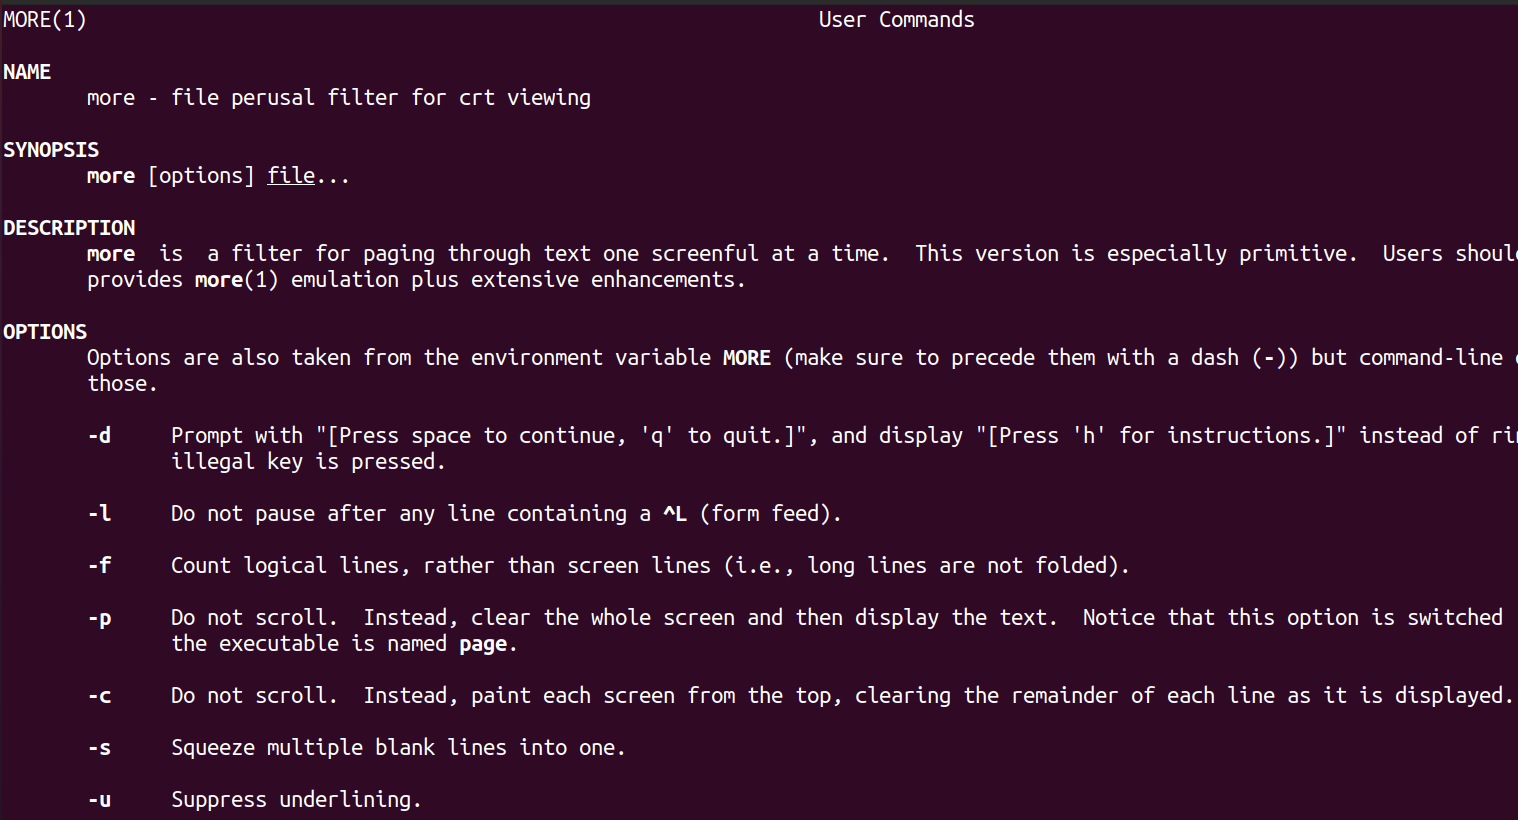 MORE(1) User Commands
NAME
more - file perusal filter for crt viewing
SYNOPSIS
more [options] file...
DESCRIPTION
more is a filter for paging through text one screenful at a time. This version is especially primitive. Users
provides more(1) emulation plus extensive enhancements.
OPTIONS
Options are also taken from the environment variable MORE (make sure to precede them with a dash (-)) but command-line
those.
-d Prompt with "[Press space to continue, 'q' to quit.]", and display "[Press 'h' for instructions.]" instead of
illegal key is pressed.
-l Do not pause after any line containing a ^L (form feed).
-f Count logical lines, rather than screen lines (i.e., long lines are not folded).
-p Do not scroll. Instead, clear the whole screen and then display the text. Notice that this option is switched
the executable is named page.
-c Do not scroll. Instead, paint each screen from the top, clearing the remainder of each line as it is displayed.
-s Squeeze multiple blank lines into one.
-u Suppress underlining.